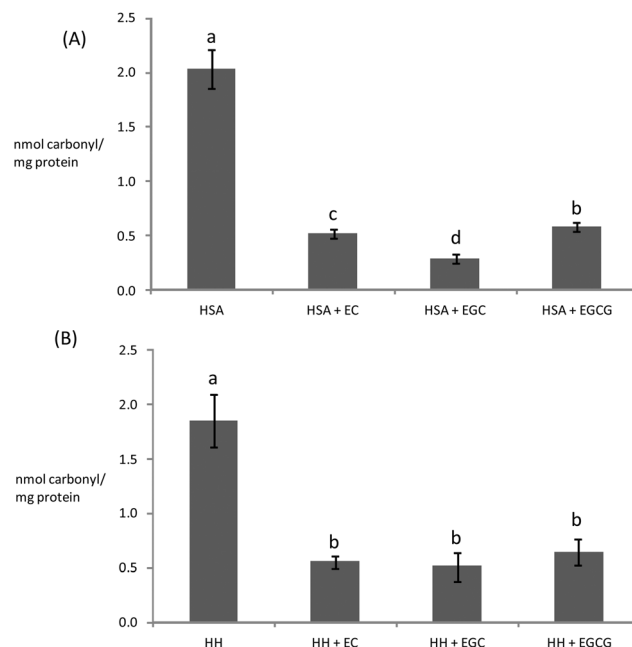 (A)
nmol carbonyl/
mg protein
2.5
2.0
1.5
1.0
0.5
0.0
a
c
d
b
HSA
HSA + EC
HSA + EGC
HSA + EGCG
(B)
nmol carbonyl/
mg protein
2.5
2.0
1.5
1.0
0.5
0.0
a
b
b
b
HH
HH + EC
HH + EGC
HH + EGCG